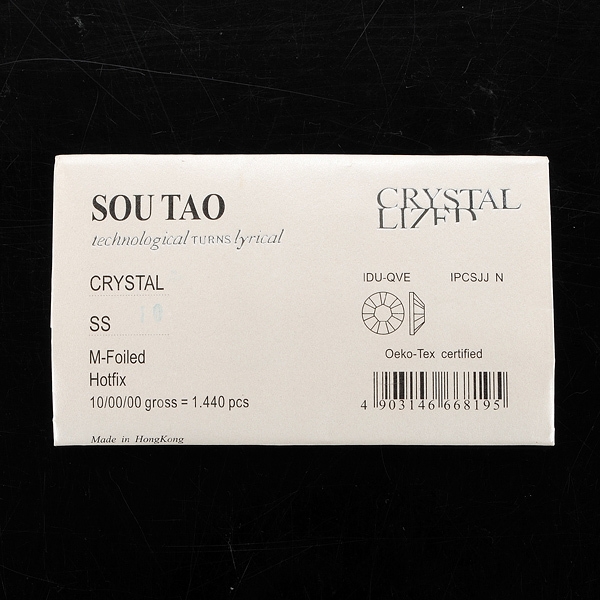 SOU TAO
technological TURNS lyrical
CRYSTAL
SS 10
M-Foiled
Hotfix
10/00/00 gross = 1.440 pcs
Made in HongKong
CRYSTAL
LIZED
IDU-QVE IPCSJJ N
Oeko-Tex certified
4 903146 668195